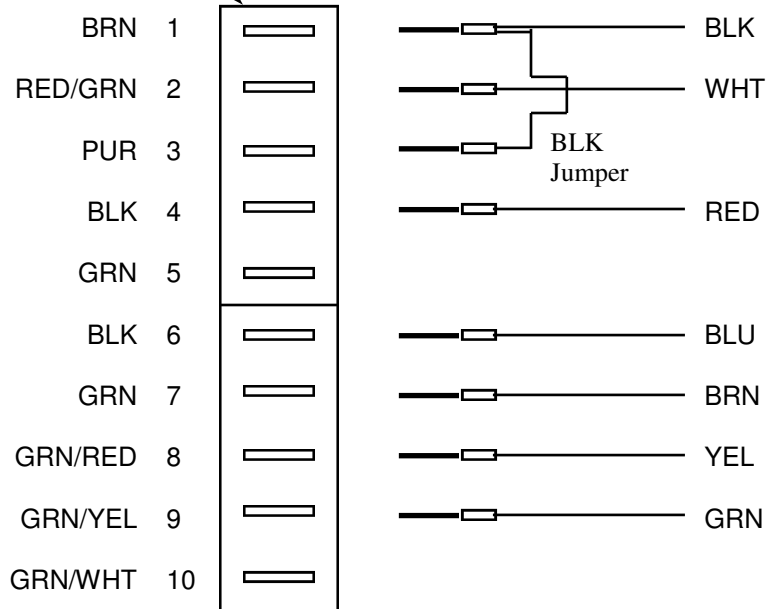 BRN 1 BLK
RED/GRN 2 WHT
PUR 3 BLK
Jumper
BLK 4 RED
GRN 5
BLK 6 BLU
GRN 7 BRN
GRN/RED 8 YEL
GRN/YEL 9 GRN
GRN/WHT 10